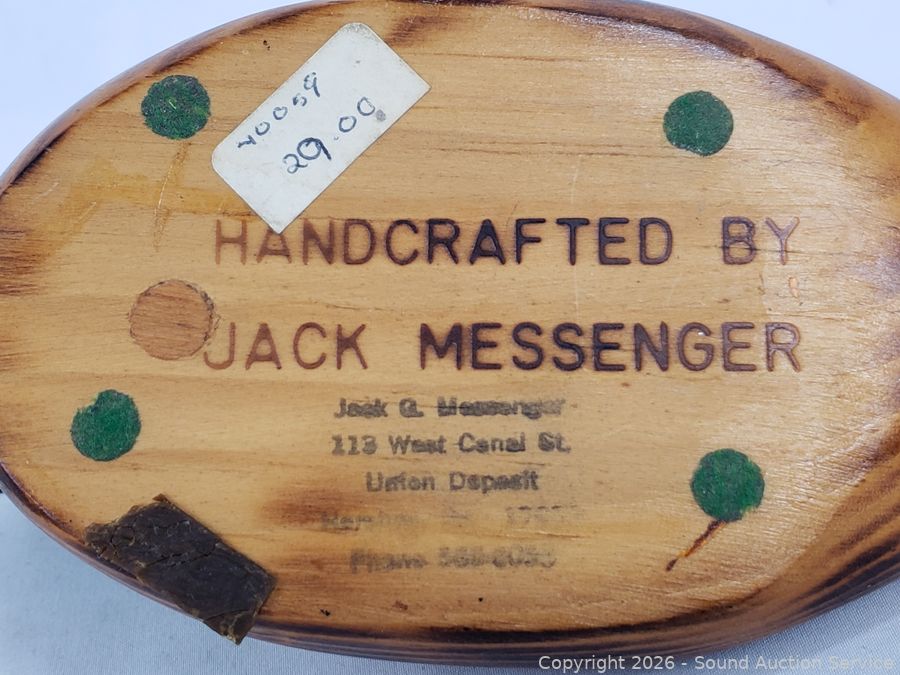 40059
29.00
HANDCRAFTED BY
JACK MESSENGER
Jack G. Messenger
113 West Canal St.
Union Deposit
Phone
Copyright 2026 - Sound Auction Service